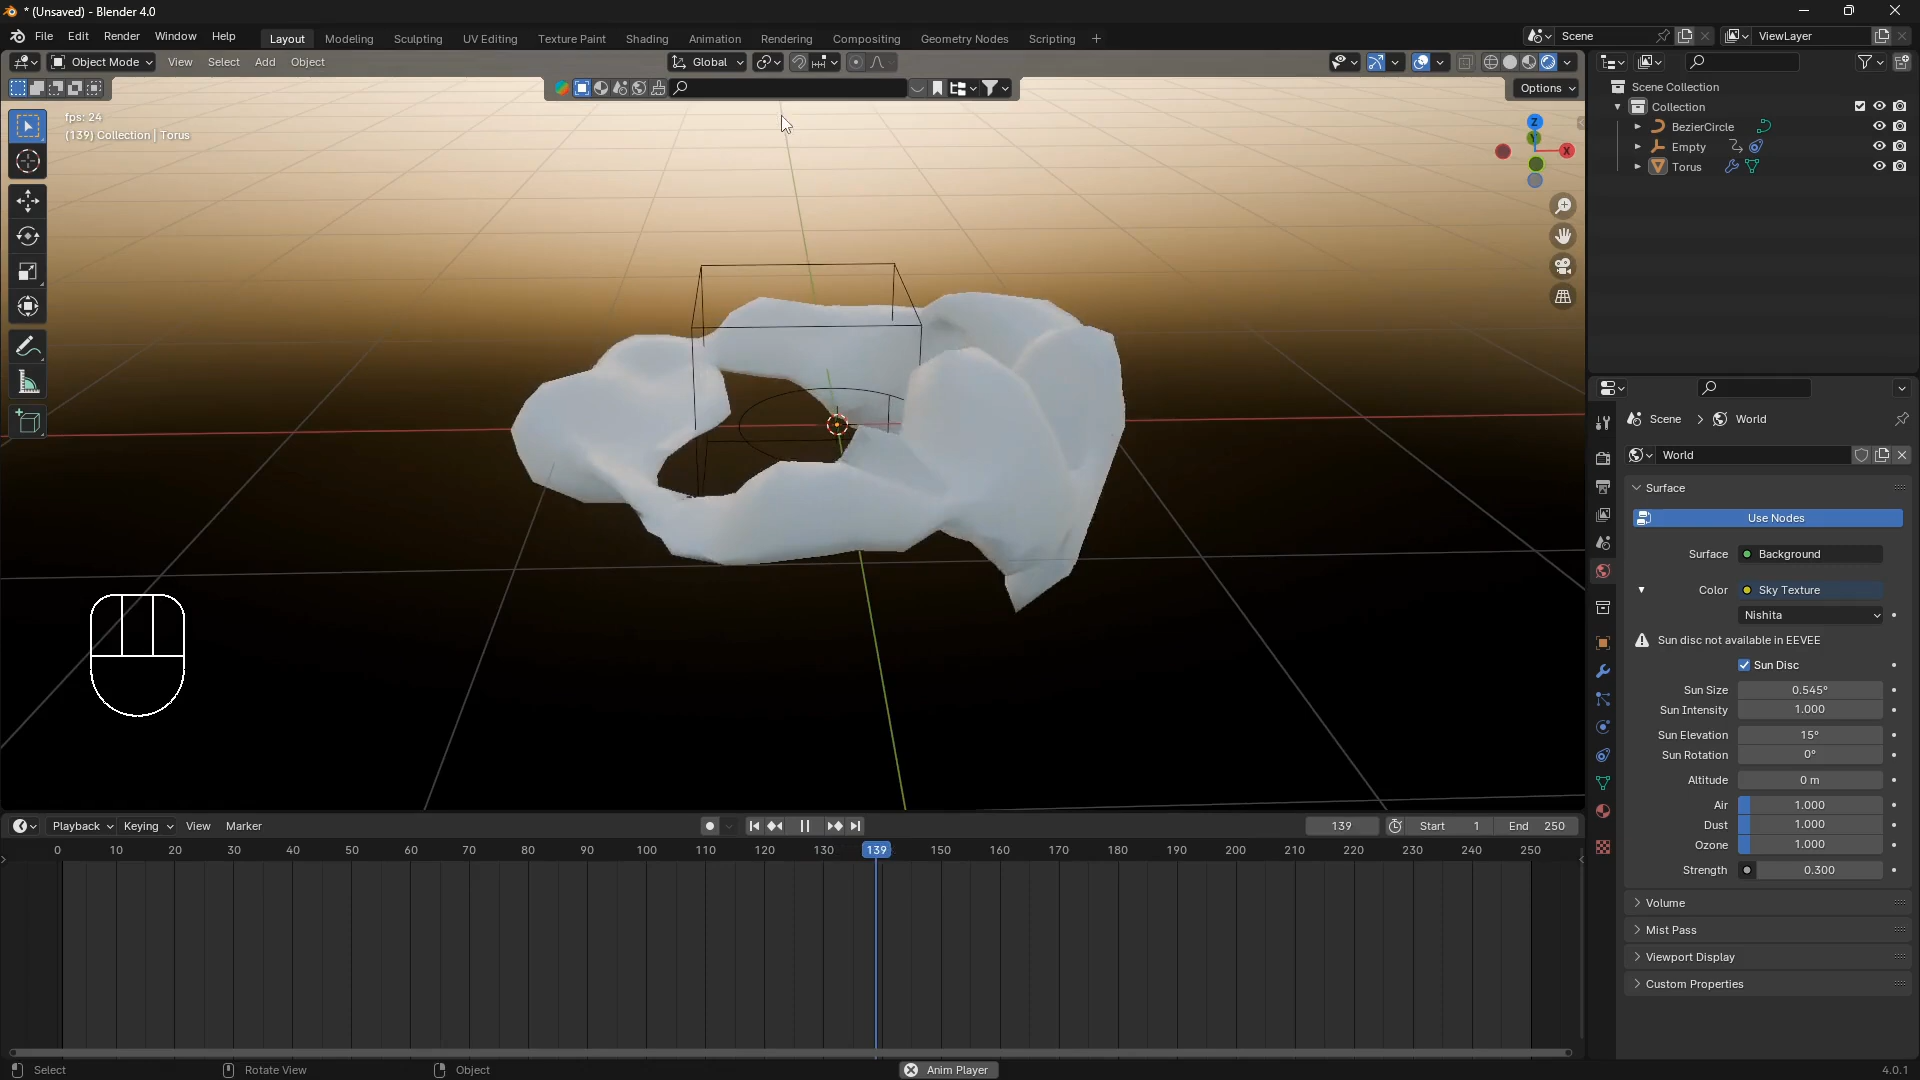 * (Unsaved) - Blender 4.0
File Edit Render Window Help
Layout Modeling Sculpting UV Editing Texture Paint Shading Animation Rendering Compositing Geometry Nodes Scripting +
Scene
ViewLayer
Object Mode View Select Add Object
Global
Options
fps: 24
(139) Collection | Torus
Z
Y
X
Scene Collection
Collection
BezierCircle
Empty
Torus
Scene > World
World
Surface
Use Nodes
Surface Background
Color Sky Texture
Nishita
Sun disc not available in EEVEE
Sun Disc
Sun Size 0.545°
Sun Intensity 1.000
Sun Elevation 15°
Sun Rotation 0°
Altitude 0 m
Air 1.000
Dust 1.000
Ozone 1.000
Strength 0.300
Volume
Mist Pass
Viewport Display
Custom Properties
Playback Keying View Marker
139 Start 1 End 250
0 10 20 30 40 50 60 70 80 90 100 110 120 130 139 150 160 170 180 190 200 210 220 230 240 250
Select Rotate View Object Anim Player 4.0.1